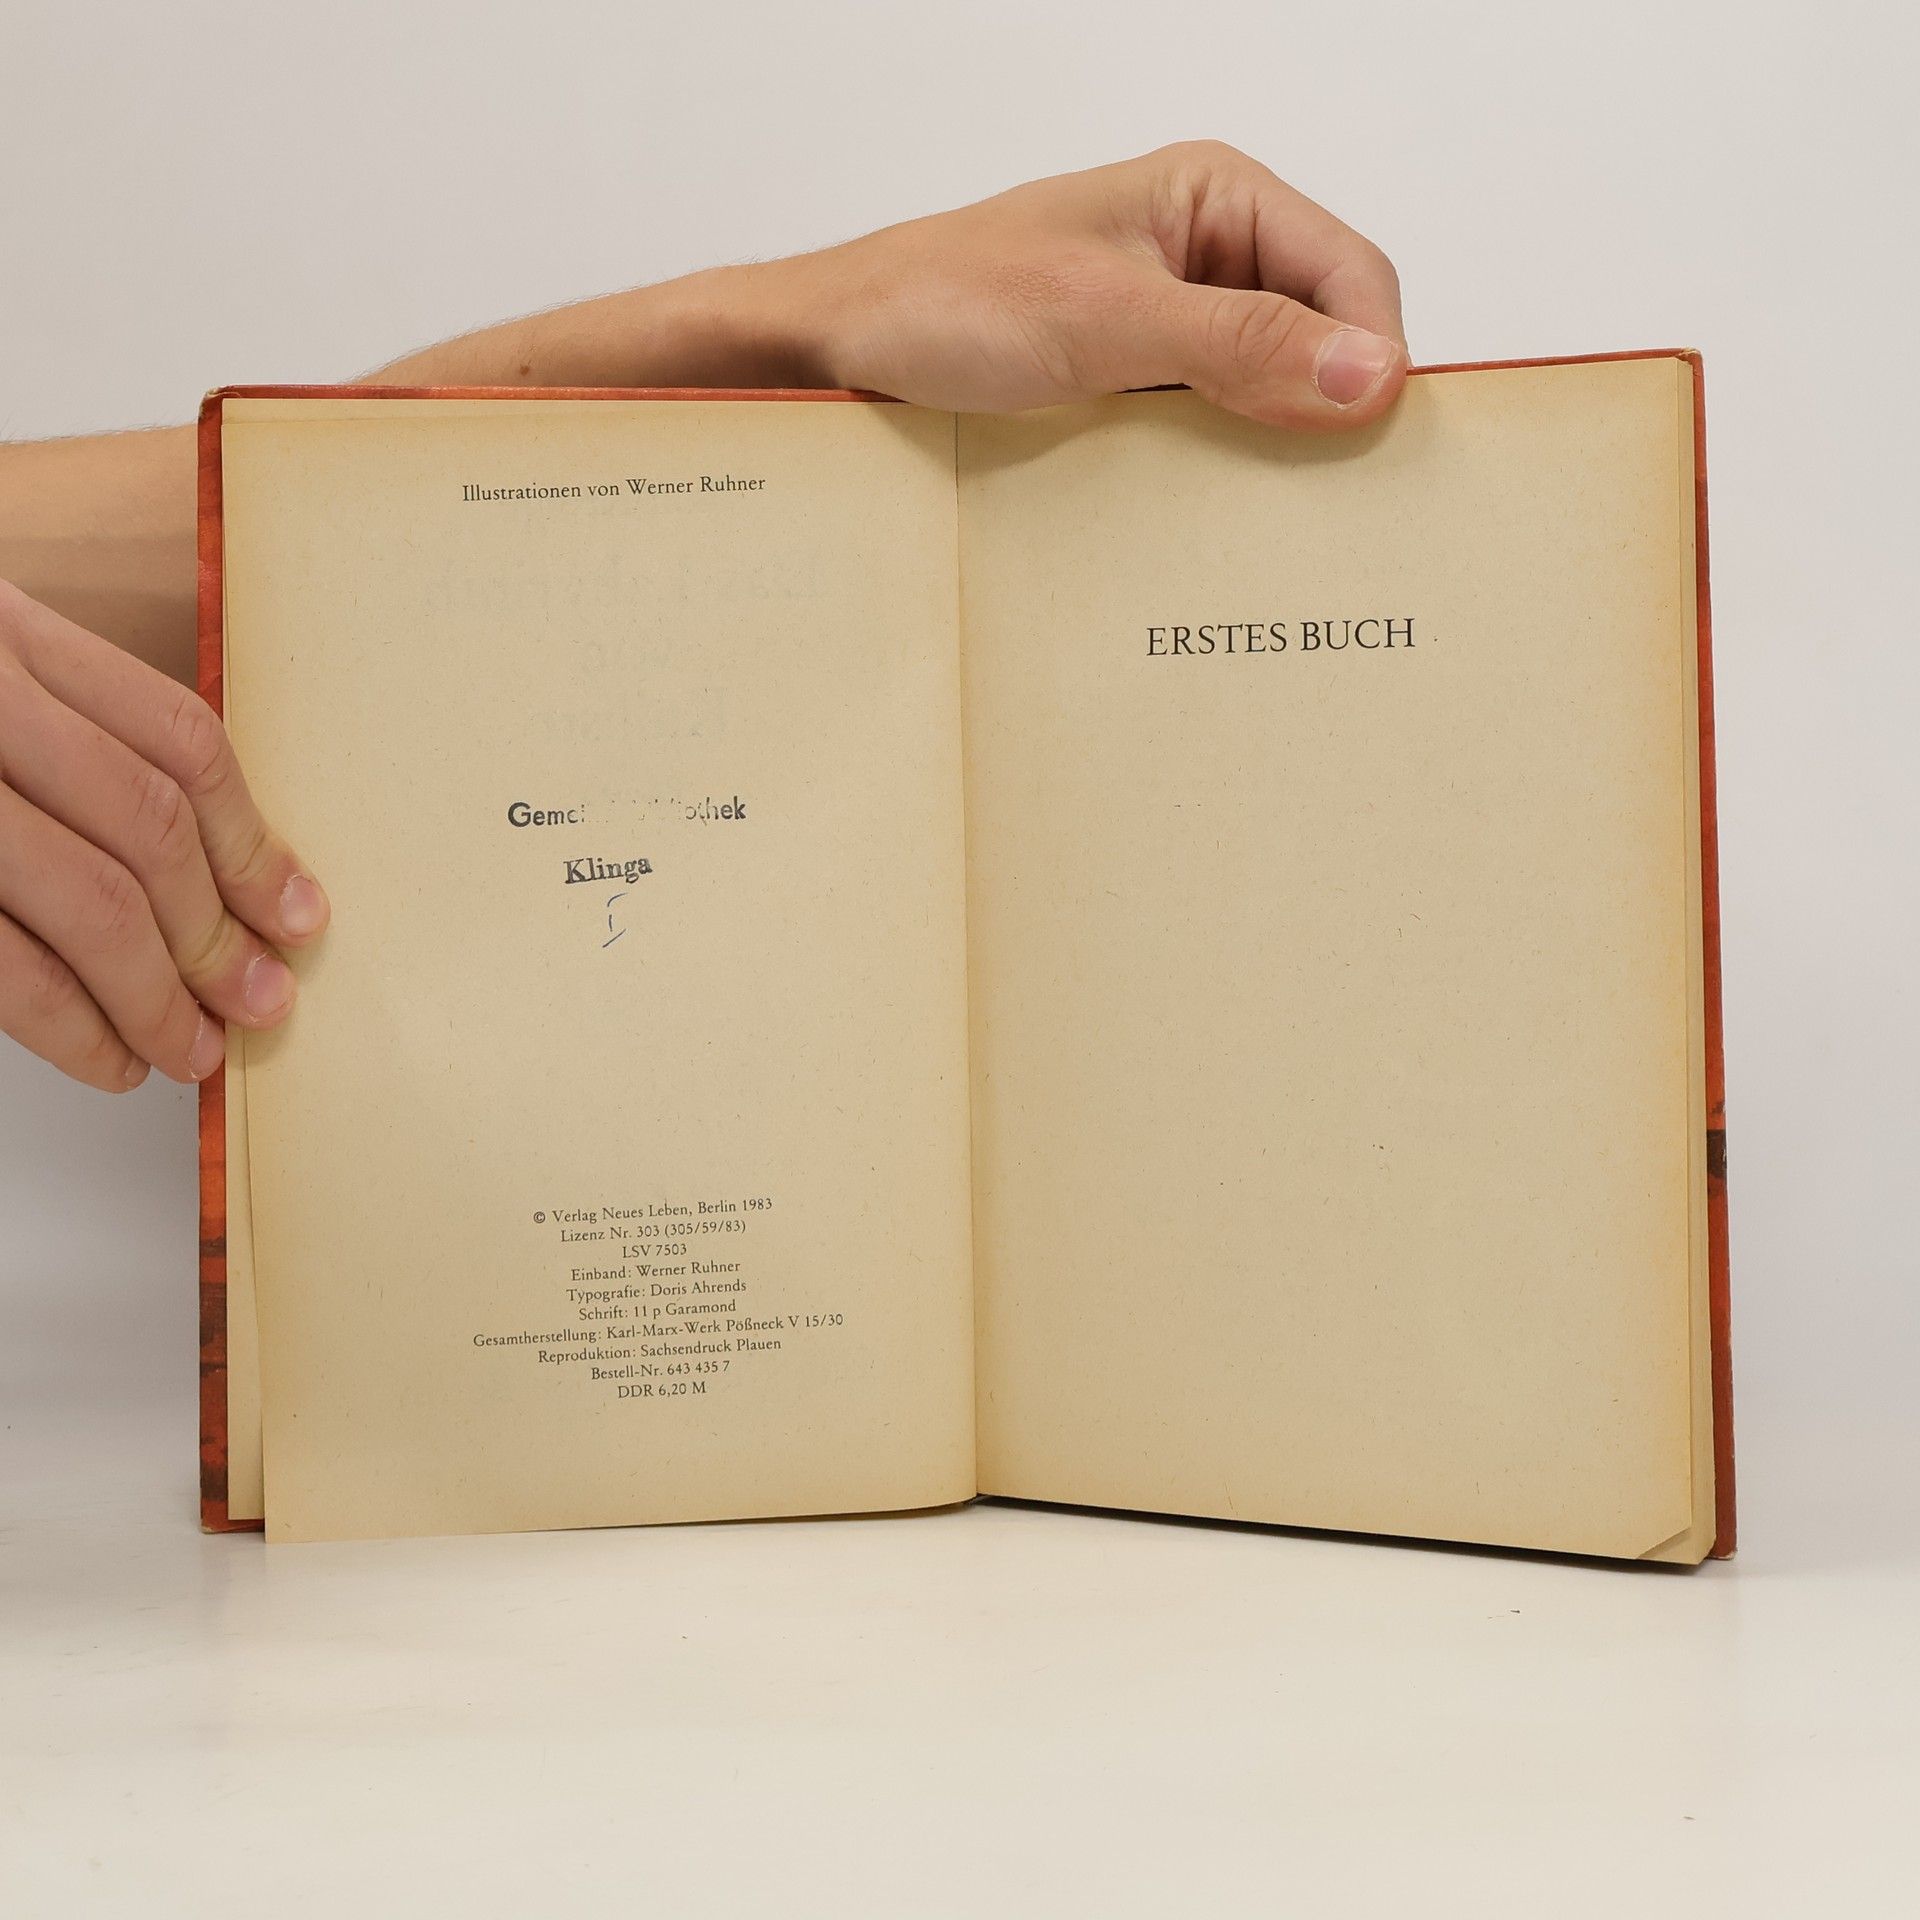 Illustrationen von Werner Ruhner
Klinga
© Verlag Neues Leben, Berlin 1983
Lizenz Nr. 303 (305/59/83)
LSV 7503
Einband: Werner Ruhner
Typografie: Doris Ahrends
Schrift: 11 p Garamond
Gesamtherstellung: Karl-Marx-Werk Pößneck V 15/30
Reproduktion: Sachsendruck Plauen
Bestell-Nr. 643 435 7
DDR 6,20 M
ERSTES BUCH